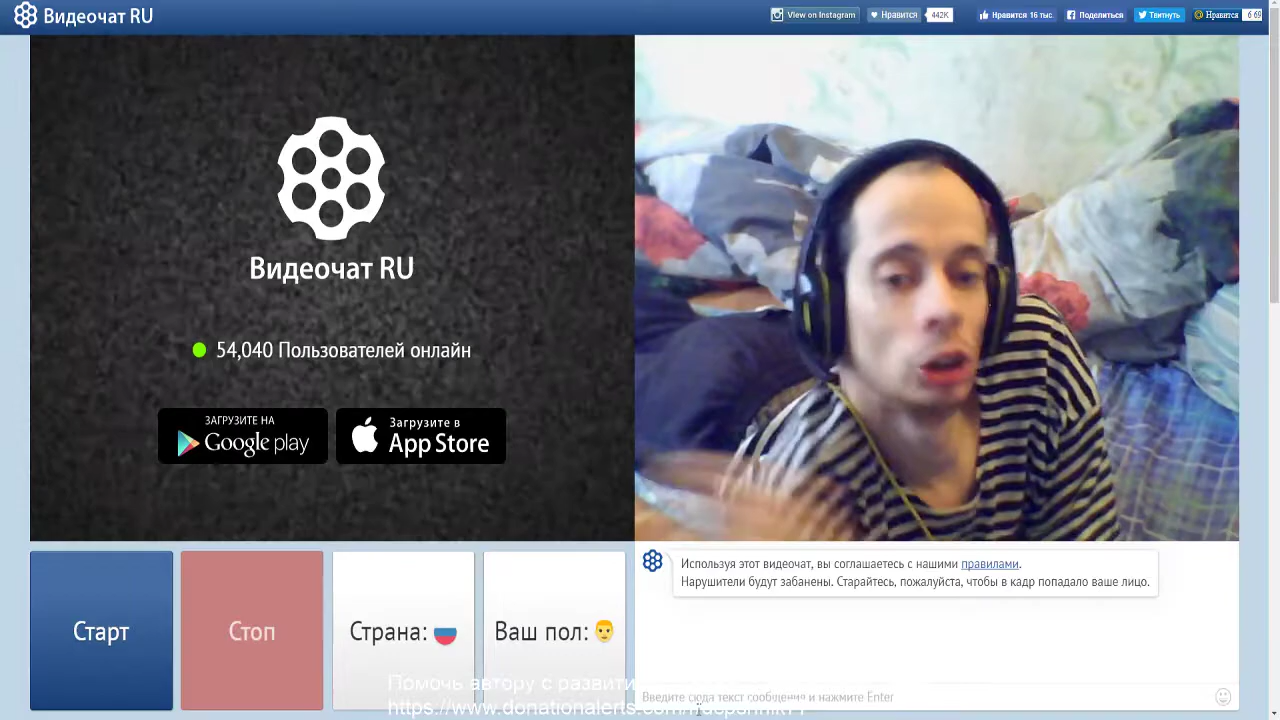 Видеочат RU
View on Instagram
Нравится
442K
Нравится 16 тыс.
Поделиться
Твитнуть
Нравится
6 69
Видеочат RU
54,040 Пользователей онлайн
ЗАГРУЗИТЕ НА
Google play
Загрузите в
App Store
Используя этот видеочат, вы соглашаетесь с нашими правилами.
Нарушители будут забанены. Старайтесь, пожалуйста, чтобы в кадр попадало ваше лицо.
Старт
Стоп
Страна:
Ваш пол:
Помочь автору с развити
Введите сюда текст сообщения и нажмите Enter
https://www.donationalerts.com/r